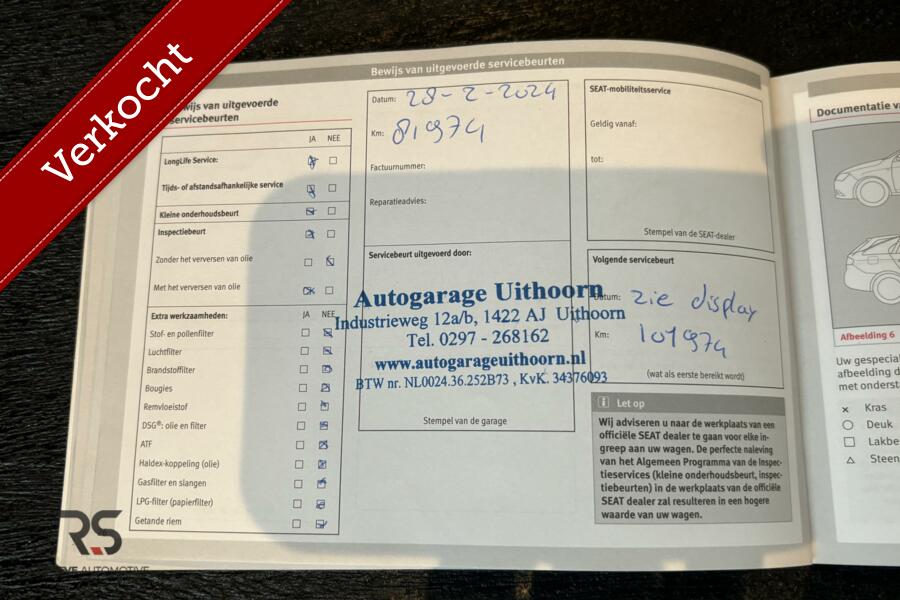 Verkocht
Bewijs van uitgevoerde servicebeurten
wijs van uitgevoerde
servicebeurten
JA NEE
LongLife Service:
Tijds- of afstandsafhankelijke service
Kleine onderhoudsbeurt
Inspectiebeurt
Zonder het verversen van olie
Met het verversen van olie
Extra werkzaamheden: JA NEE
Stof- en pollenfilter
Luchtfilter
Brandstoffilter
Bougies
Remvloeistof
DSG®: olie en filter
ATF
Haldex-koppeling (olie)
Gasfilter en slangen
LPG-filter (papierfilter)
Getande riem
Datum: 28-2-2024
Km: 81974
Factuurnummer:
Reparatieadvies:
Servicebeurt uitgevoerd door:
Autogarage Uithoorn
Industrieweg 12a/b, 1422 AJ Uithoorn
Tel. 0297 - 268162
www.autogarageuithoorn.nl
BTW nr. NL0024.36.252B73 , KvK. 34376093
Stempel van de garage
SEAT-mobiliteitsservice
Geldig vanaf:
tot:
Stempel van de SEAT-dealer
Volgende servicebeurt
Datum: zie display
Km: 101974
(wat als eerste bereikt wordt)
i Let op
Wij adviseren u naar de werkplaats van een
officiële SEAT dealer te gaan voor elke in-
greep aan uw wagen. De perfecte naleving
van het Algemeen Programma van de Inspec-
tieservices (kleine onderhoudsbeurt, inspec-
tiebeurten) in de werkplaats van de officiële
SEAT dealer zal resulteren in een hogere
waarde van uw wagen.
Documentatie va
Afbeelding 6
Uw gespecial
afbeelding d
met onderst
Kras
Deuk
Lakbe
Steen
RS
AUTOMOTIVE